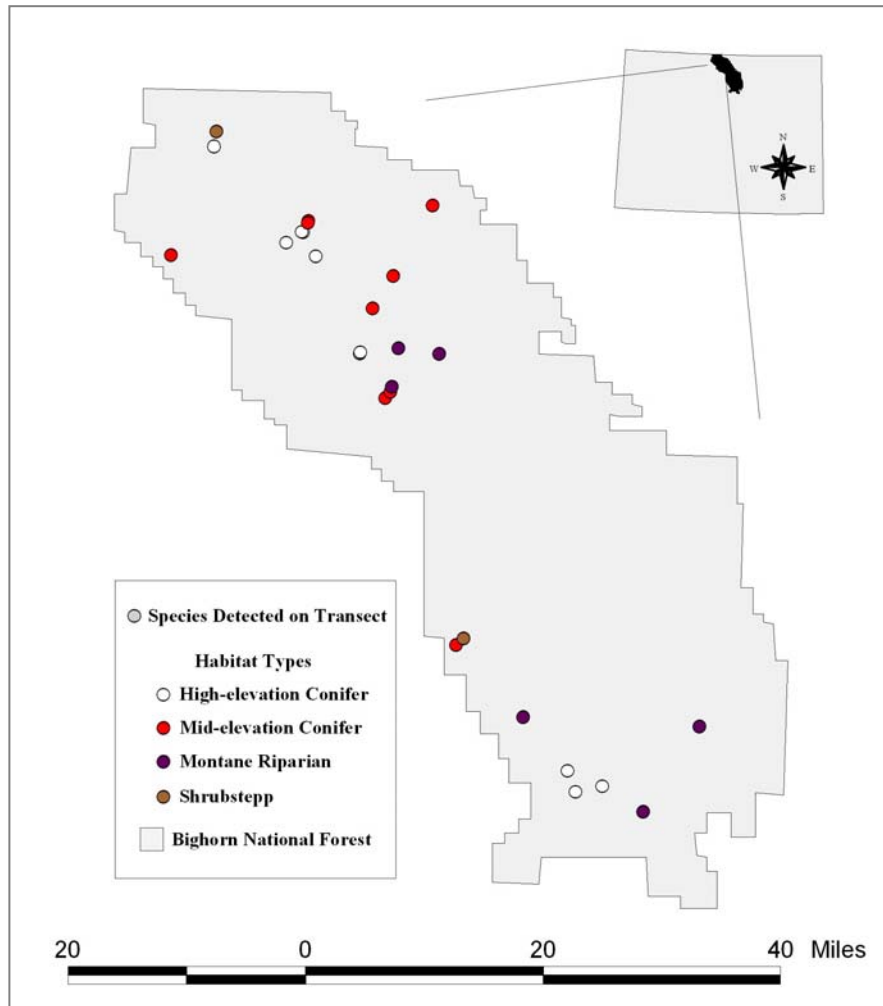 N
W E
S
Species Detected on Transect
Habitat Types
High-elevation Conifer
Mid-elevation Conifer
Montane Riparian
Shrubstepp
Bighorn National Forest
20 0 20 40 Miles